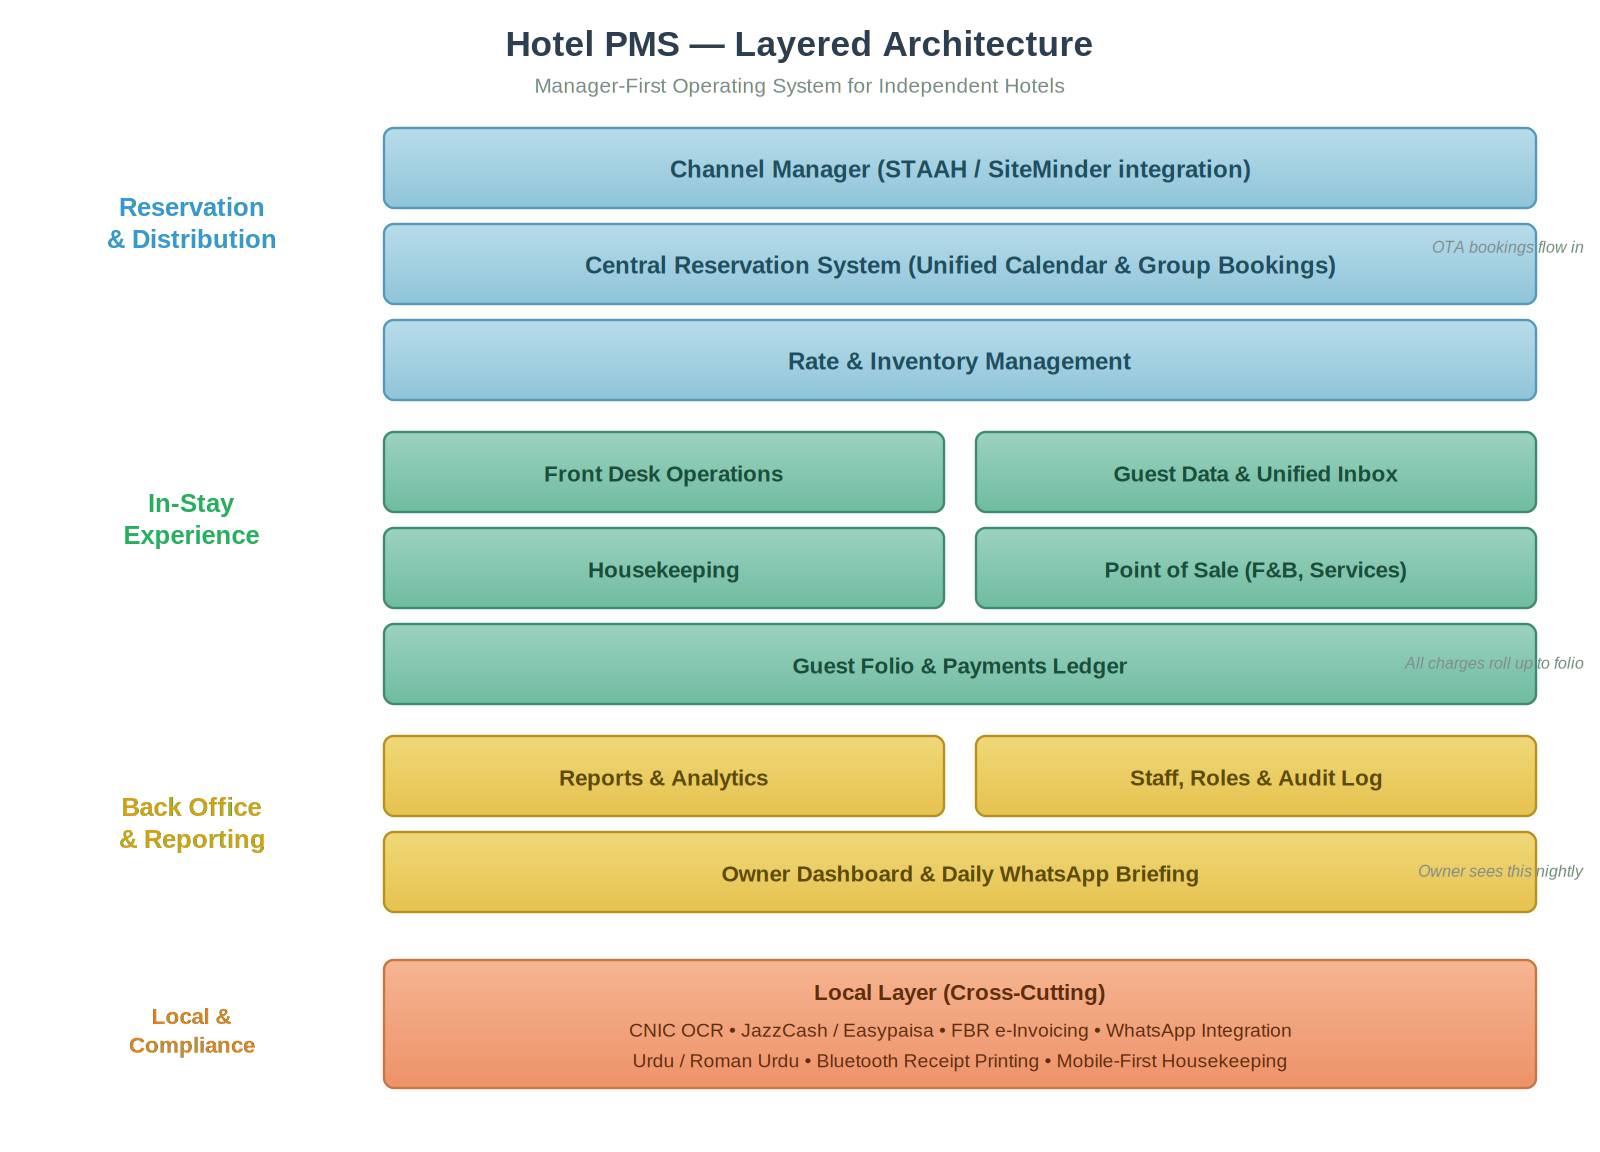 Hotel PMS — Layered Architecture
Manager-First Operating System for Independent Hotels
Reservation
& Distribution
Channel Manager (STAAH / SiteMinder integration)
Central Reservation System (Unified Calendar & Group Bookings)
OTA bookings flow in
Rate & Inventory Management
In-Stay
Experience
Front Desk Operations
Guest Data & Unified Inbox
Housekeeping
Point of Sale (F&B, Services)
Guest Folio & Payments Ledger
All charges roll up to folio
Back Office
& Reporting
Reports & Analytics
Staff, Roles & Audit Log
Owner Dashboard & Daily WhatsApp Briefing
Owner sees this nightly
Local &
Compliance
Local Layer (Cross-Cutting)
CNIC OCR • JazzCash / Easypaisa • FBR e-Invoicing • WhatsApp Integration
Urdu / Roman Urdu • Bluetooth Receipt Printing • Mobile-First Housekeeping